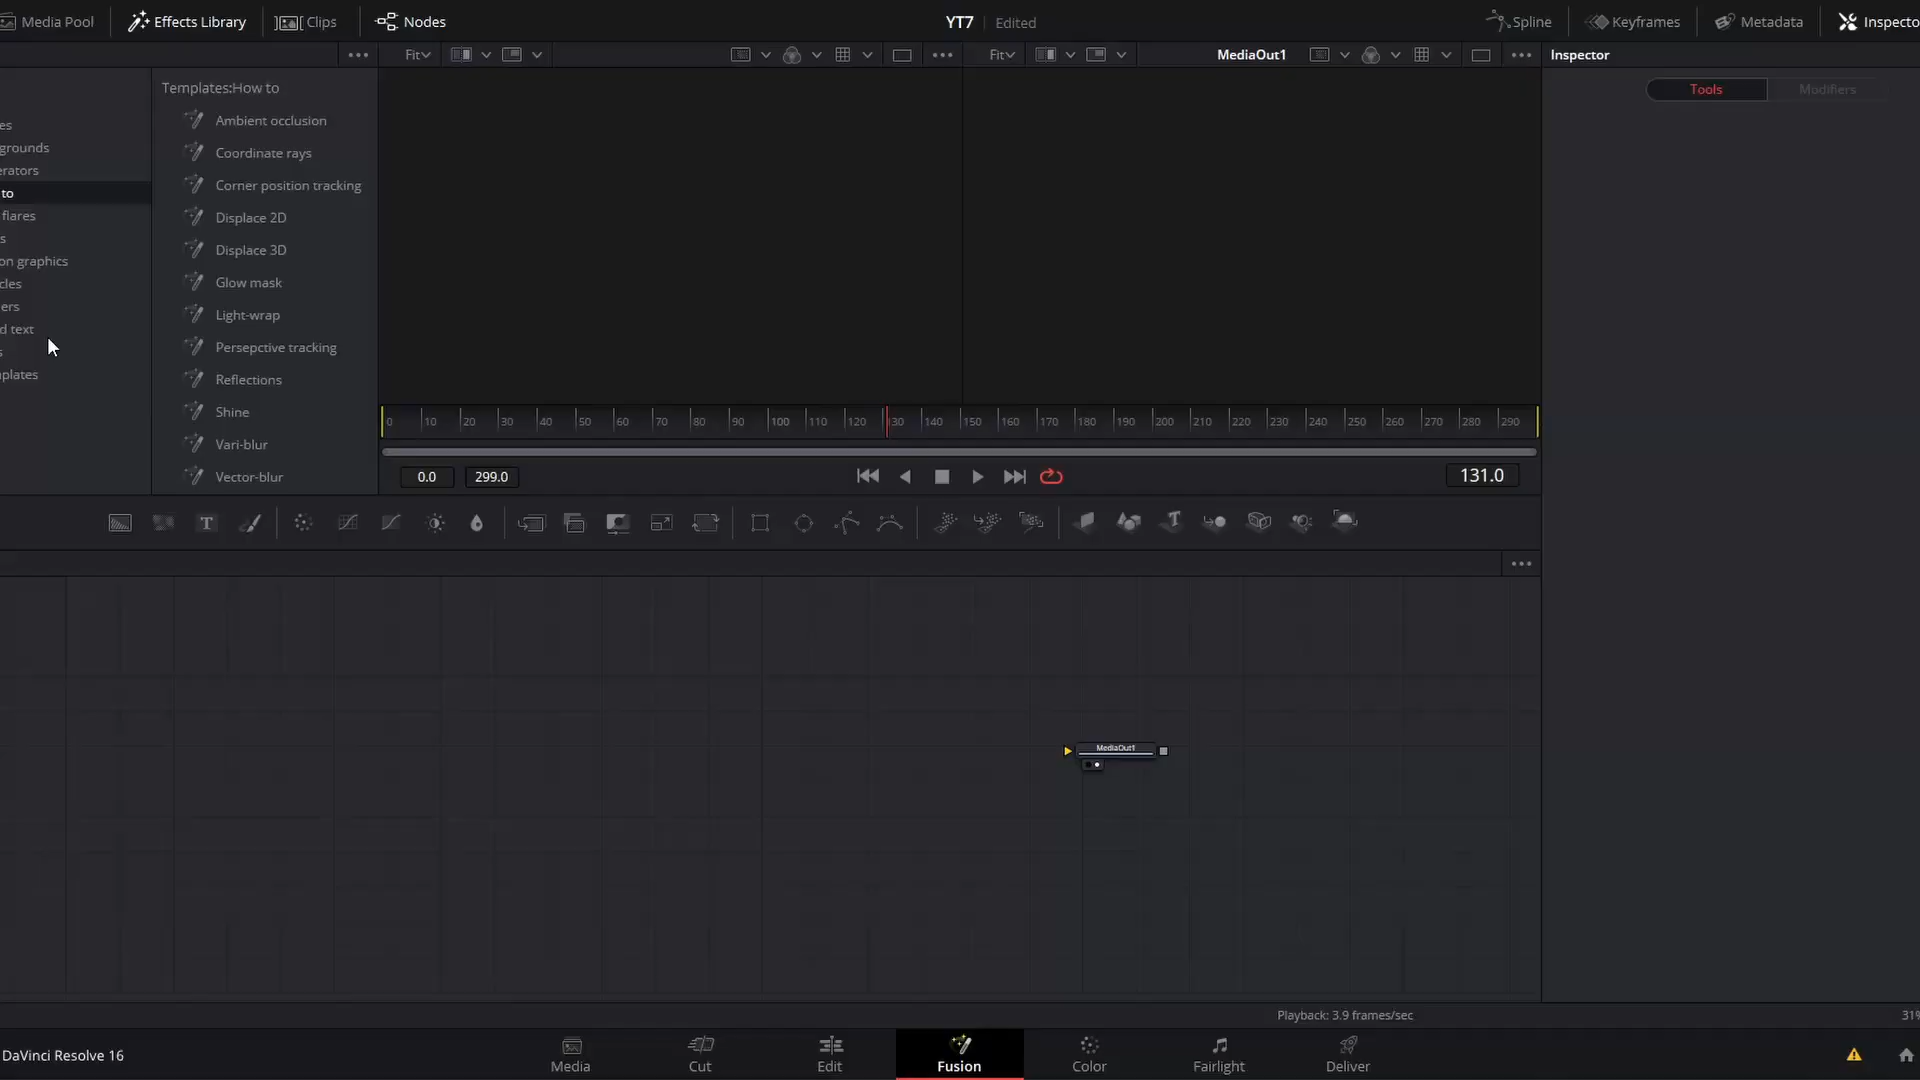 Media Pool
Effects Library
Clips
Nodes
YT7
Edited
Spline
Keyframes
Metadata
Inspecto
Fit
Fit
MediaOut1
Inspector
Tools
Modifiers
Templates:How to
es
grounds
erators
to
flares
s
on graphics
cles
ers
d text
s
plates
Ambient occlusion
Coordinate rays
Corner position tracking
Displace 2D
Displace 3D
Glow mask
Light-wrap
Persepctive tracking
Reflections
Shine
Vari-blur
Vector-blur
0 10 20 30 40 50 60 70 80 90 100 110 120 130 140 150 160 170 180 190 200 210 220 230 240 250 260 270 280 290
0.0
299.0
131.0
T
MediaOut1
Playback: 3.9 frames/sec
31%
DaVinci Resolve 16
Media
Cut
Edit
Fusion
Color
Fairlight
Deliver